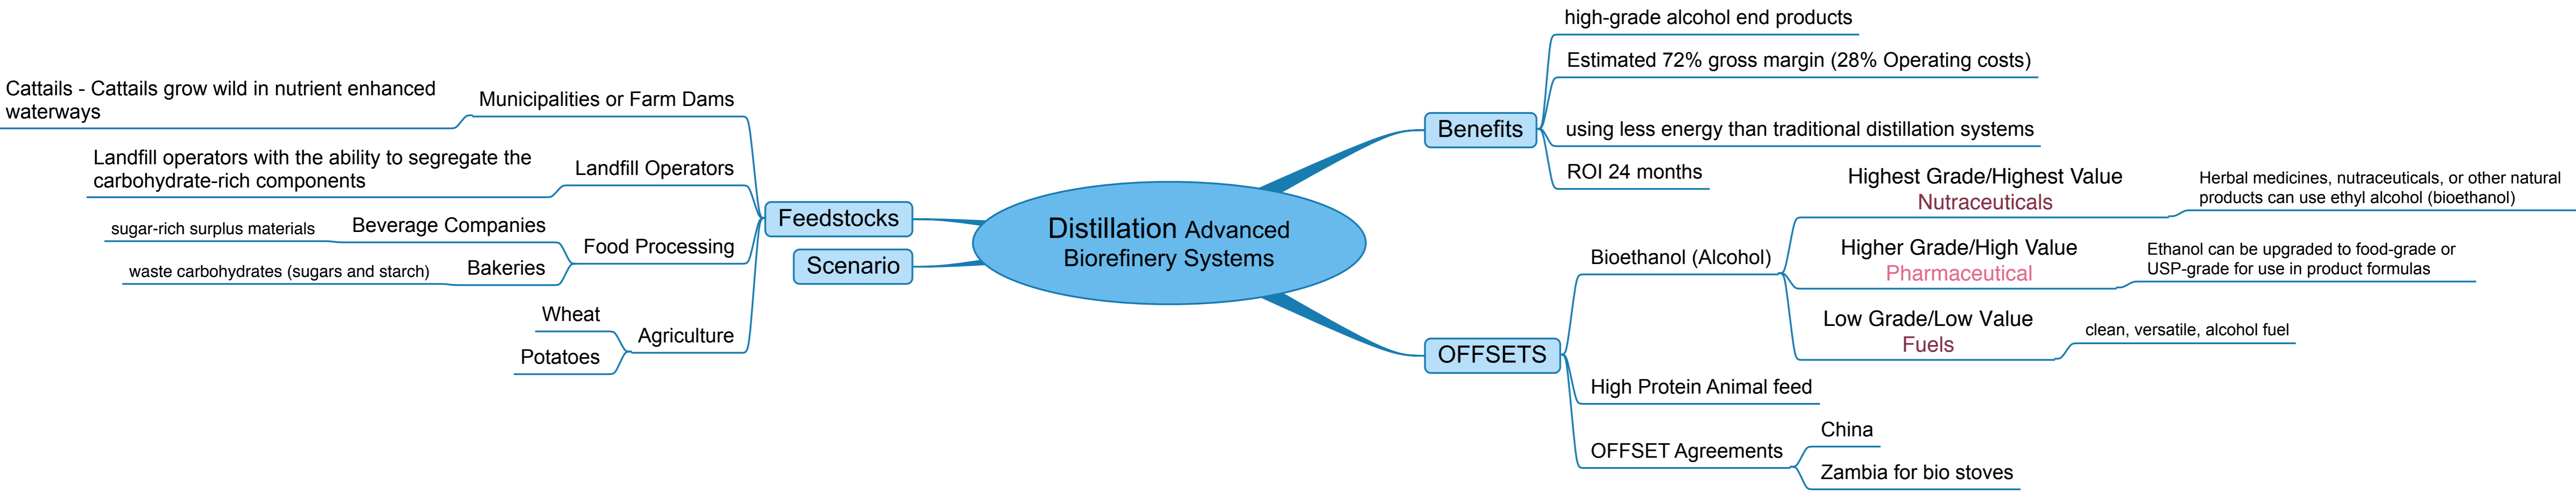 Distillation Advanced
Biorefinery Systems
Benefits
high-grade alcohol end products
Estimated 72% gross margin (28% Operating costs)
using less energy than traditional distillation systems
ROI 24 months
OFFSETS
Bioethanol (Alcohol)
Highest Grade/Highest Value
Nutraceuticals
Herbal medicines, nutraceuticals, or other natural
products can use ethyl alcohol (bioethanol)
Higher Grade/High Value
Pharmaceutical
Ethanol can be upgraded to food-grade or
USP-grade for use in product formulas
Low Grade/Low Value
Fuels
clean, versatile, alcohol fuel
High Protein Animal feed
OFFSET Agreements
China
Zambia for bio stoves
Feedstocks
Municipalities or Farm Dams
Cattails - Cattails grow wild in nutrient enhanced
waterways
Landfill Operators
Landfill operators with the ability to segregate the
carbohydrate-rich components
Food Processing
Beverage Companies
sugar-rich surplus materials
Bakeries
waste carbohydrates (sugars and starch)
Agriculture
Wheat
Potatoes
Scenario